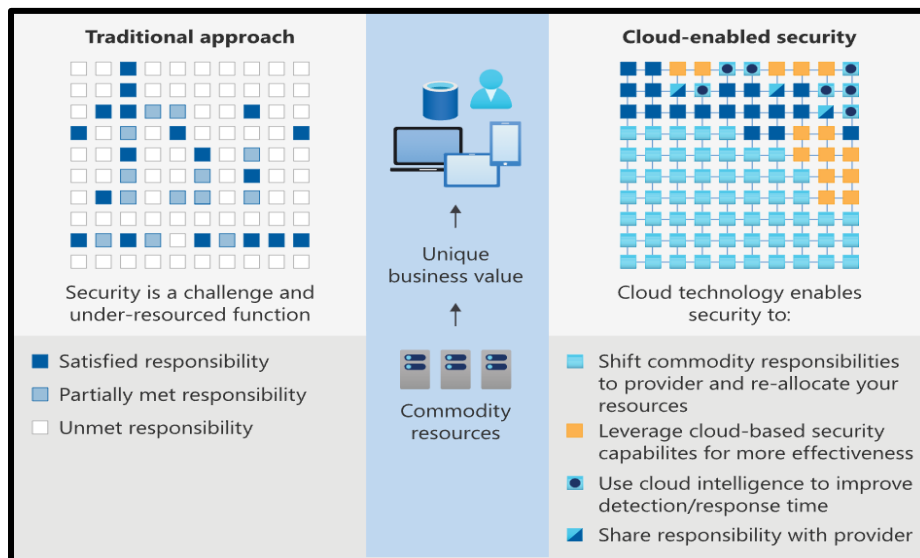 Traditional approach
Security is a challenge and
under-resourced function
Satisfied responsibility
Partially met responsibility
Unmet responsibility
Unique
business value
Commodity
resources
Cloud-enabled security
Cloud technology enables
security to:
Shift commodity responsibilities
to provider and re-allocate your
resources
Leverage cloud-based security
capabilites for more effectiveness
Use cloud intelligence to improve
detection/response time
Share responsibility with provider